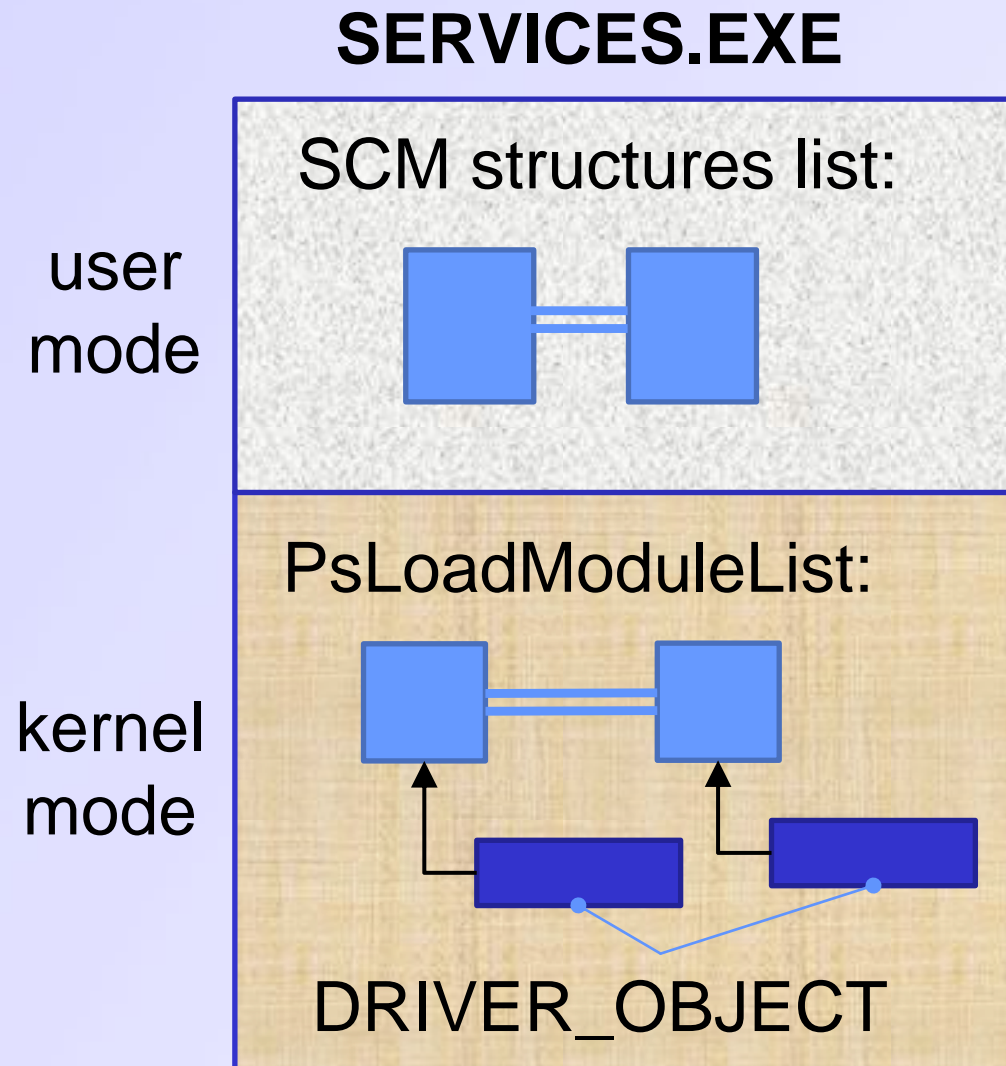 SERVICES.EXE
SCM structures list:
user
mode
PsLoadModuleList:
kernel
mode
DRIVER_OBJECT